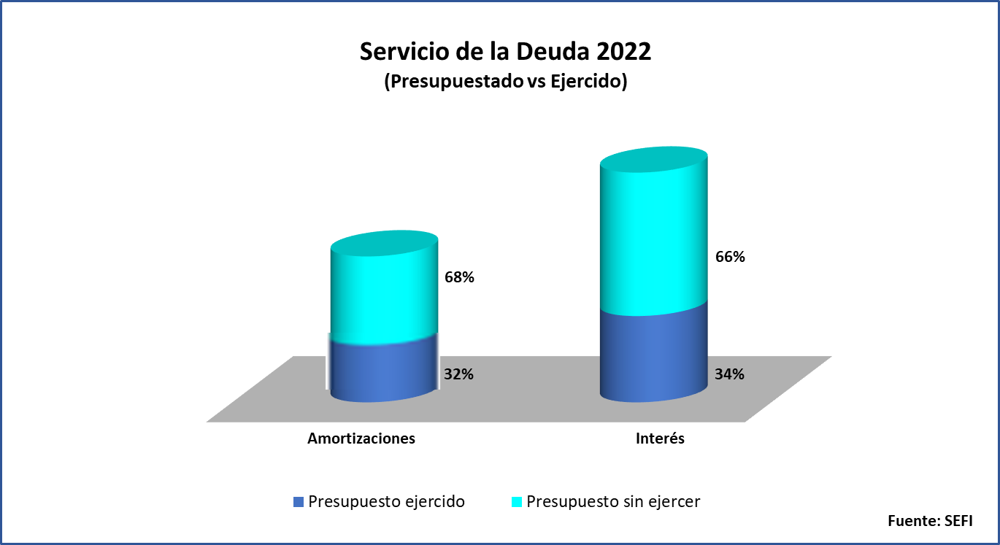 Servicio de la Deuda 2022
(Presupuestado vs Ejercido)
66%
68%
32%
34%
Amortizaciones
Interés
Presupuesto ejercido
Presupuesto sin ejercer
Fuente: SEFI